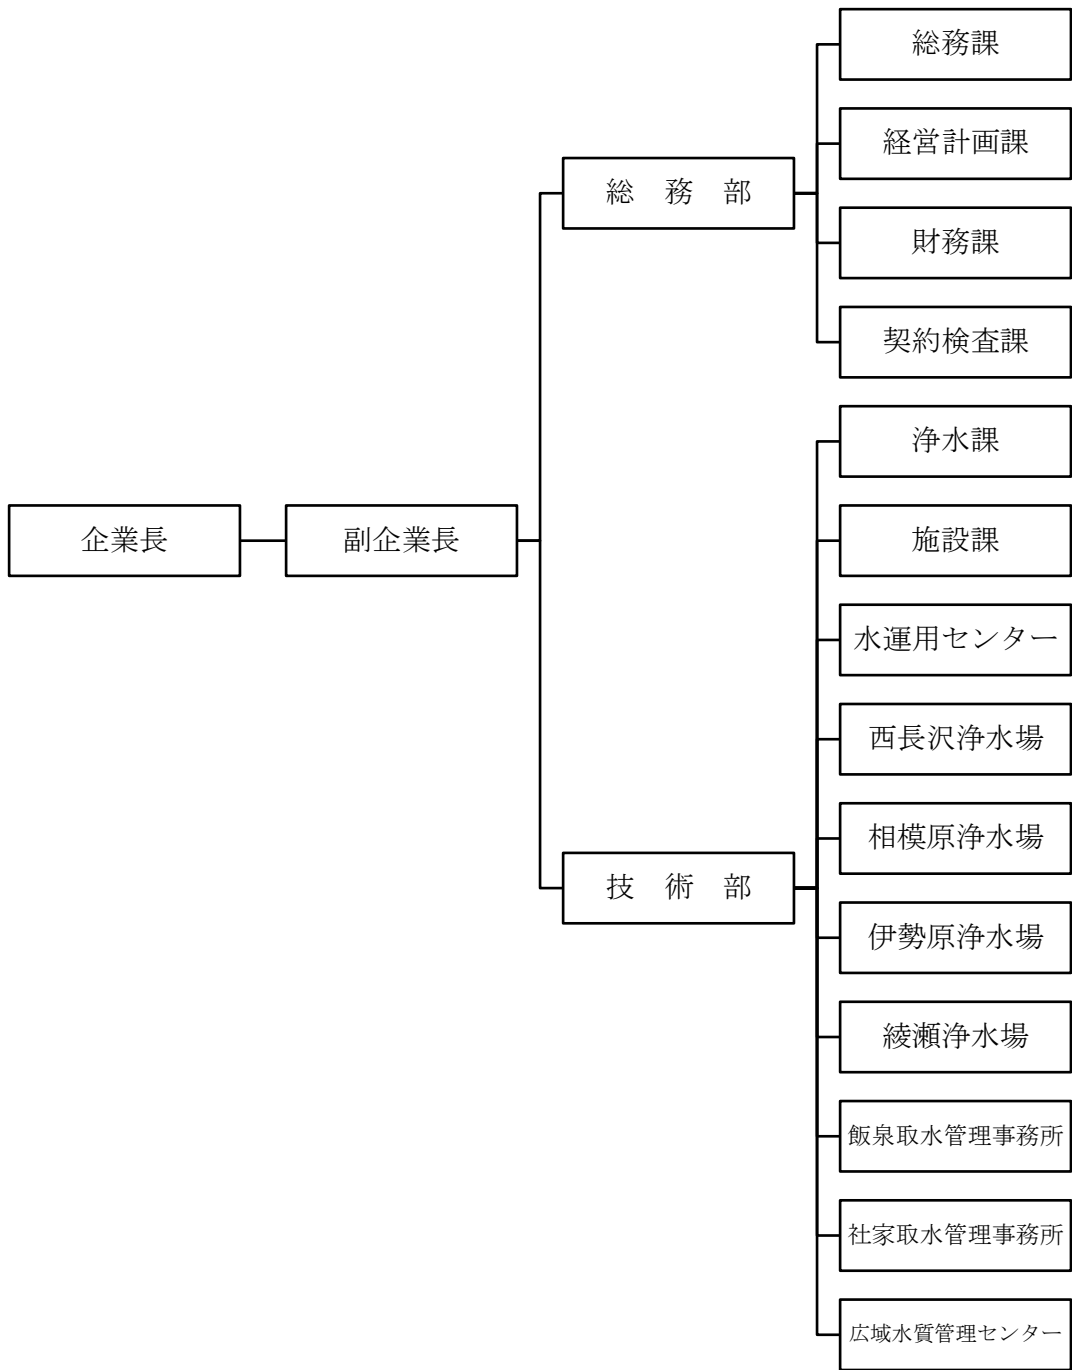 企業長
副企業長
総　務　部
総務課
経営計画課
財務課
契約検査課
技　術　部
浄水課
施設課
水運用センター
西長沢浄水場
相模原浄水場
伊勢原浄水場
綾瀬浄水場
飯泉取水管理事務所
社家取水管理事務所
広域水質管理センター